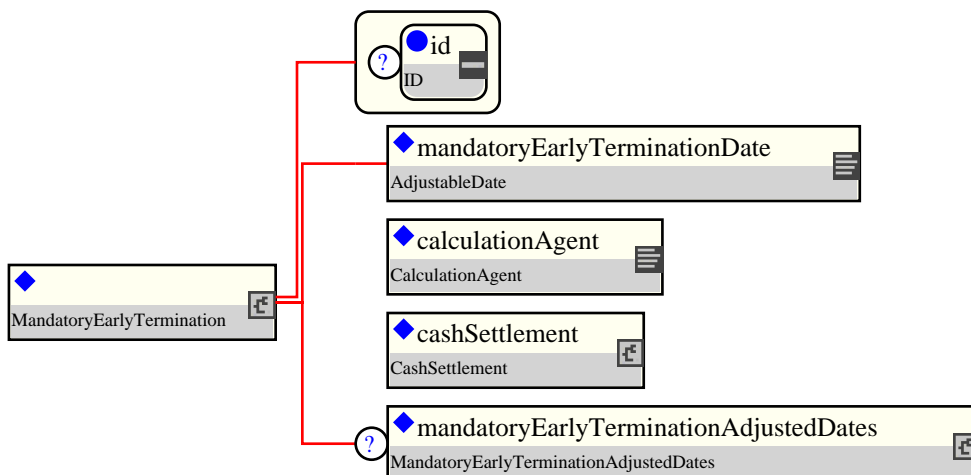 ? id
ID
mandatoryEarlyTerminationDate
AdjustableDate
calculationAgent
CalculationAgent
MandatoryEarlyTermination
cashSettlement
CashSettlement
? mandatoryEarlyTerminationAdjustedDates
MandatoryEarlyTerminationAdjustedDates